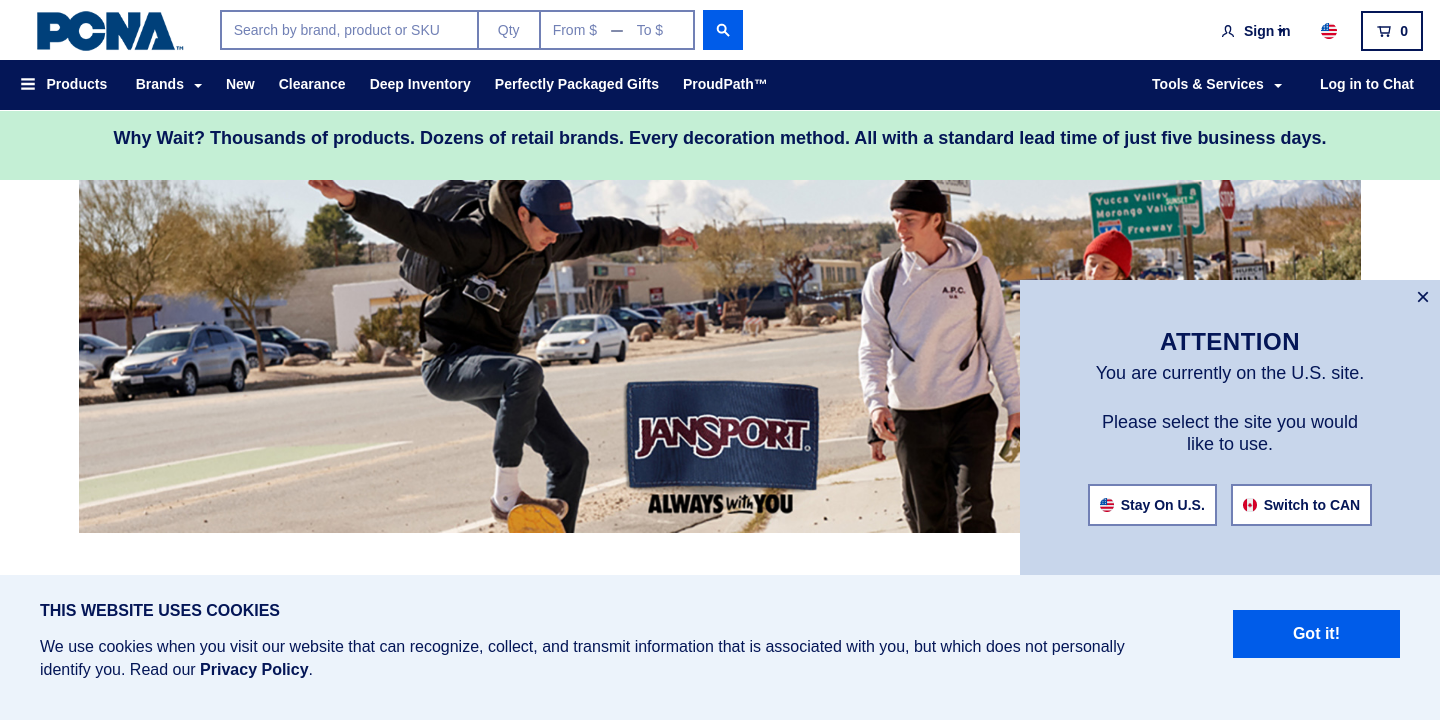 PCNA™
Search by brand, product or SKU
Qty
From $ — To $
Sign in
0
Products
Brands
New
Clearance
Deep Inventory
Perfectly Packaged Gifts
ProudPath™
Tools & Services
Log in to Chat
Why Wait? Thousands of products. Dozens of retail brands. Every decoration method. All with a standard lead time of just five business days.
Yucca Valley
Morongo Valley
Freeway
SUNSET
STOP
CHURCH
A.P.C.
U.S.
JANSPORT®
ALWAYS with YOU
×
ATTENTION
You are currently on the U.S. site.
Please select the site you would
like to use.
Stay On U.S.
Switch to CAN
THIS WEBSITE USES COOKIES
We use cookies when you visit our website that can recognize, collect, and transmit information that is associated with you, but which does not personally
identify you. Read our Privacy Policy.
Got it!